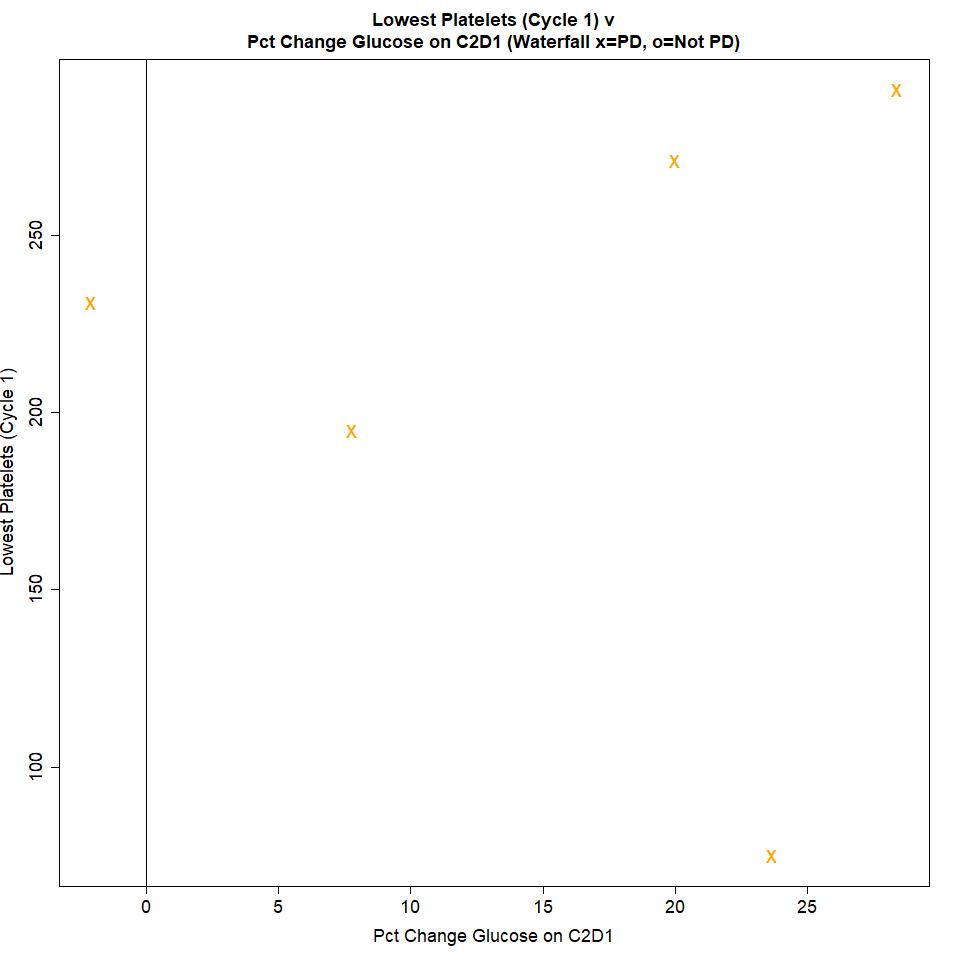 Lowest Platelets (Cycle 1) v
Pct Change Glucose on C2D1 (Waterfall x=PD, o=Not PD)
X
X
250
X
Lowest Platelets (Cycle 1)
200
X
150
100
X
0 5 10 15 20 25
Pct Change Glucose on C2D1